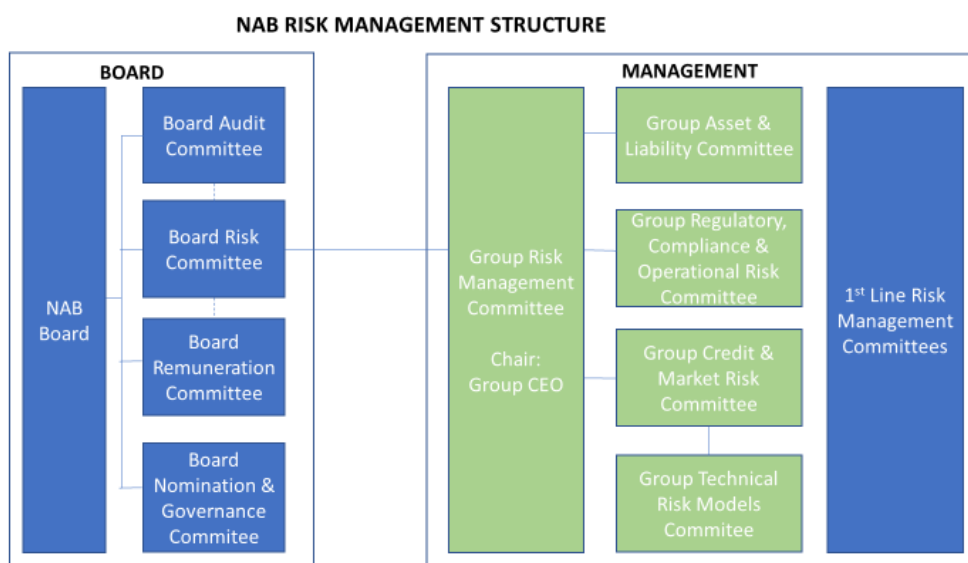 NAB RISK MANAGEMENT STRUCTURE
BOARD
NAB
Board
Board Audit
Committee
Board Risk
Committee
Board
Remuneration
Committee
Board
Nomination &
Governance
Commitee
MANAGEMENT
Group Risk
Management
Committee
Chair:
Group CEO
Group Asset &
Liability Committee
Group Regulatory,
Compliance &
Operational Risk
Committee
Group Credit &
Market Risk
Committee
Group Technical
Risk Models
Commitee
1st Line Risk
Management
Committees